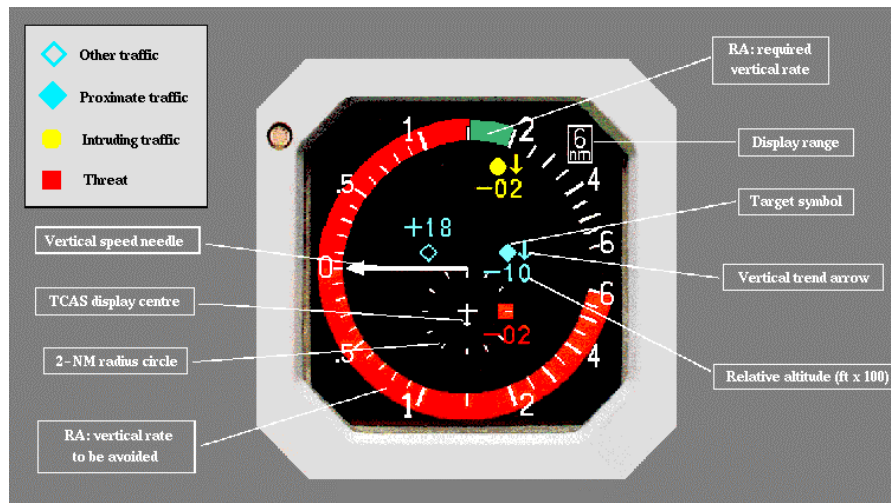 Other traffic
Proximate traffic
Intruding traffic
Threat
RA: required
vertical rate
Display range
Target symbol
Vertical trend arrow
Relative altitude (ft x 100)
Vertical speed needle
TCAS display centre
2-NM radius circle
RA: vertical rate
to be avoided
1
2
6
nm
4
.5
-02
+18
6
0
-10
6
-02
.5
4
1
2